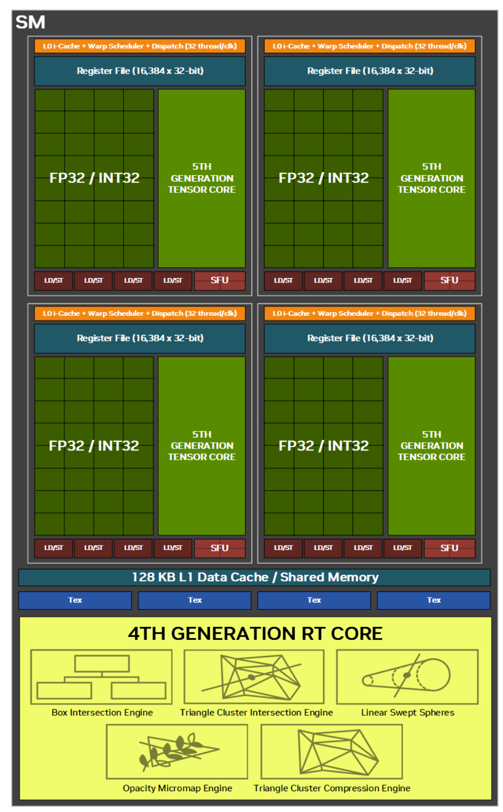 SM
L0 i-Cache + Warp Scheduler + Dispatch (32 thread/clk)
Register File (16,384 x 32-bit)
FP32 / INT32
5TH
GENERATION
TENSOR CORE
LD/ST LD/ST LD/ST LD/ST SFU
L0 i-Cache + Warp Scheduler + Dispatch (32 thread/clk)
Register File (16,384 x 32-bit)
FP32 / INT32
5TH
GENERATION
TENSOR CORE
LD/ST LD/ST LD/ST LD/ST SFU
L0 i-Cache + Warp Scheduler + Dispatch (32 thread/clk)
Register File (16,384 x 32-bit)
FP32 / INT32
5TH
GENERATION
TENSOR CORE
LD/ST LD/ST LD/ST LD/ST SFU
L0 i-Cache + Warp Scheduler + Dispatch (32 thread/clk)
Register File (16,384 x 32-bit)
FP32 / INT32
5TH
GENERATION
TENSOR CORE
LD/ST LD/ST LD/ST LD/ST SFU
128 KB L1 Data Cache / Shared Memory
Tex Tex Tex Tex
4TH GENERATION RT CORE
Box Intersection Engine
Triangle Cluster Intersection Engine
Linear Swept Spheres
Opacity Micromap Engine
Triangle Cluster Compression Engine